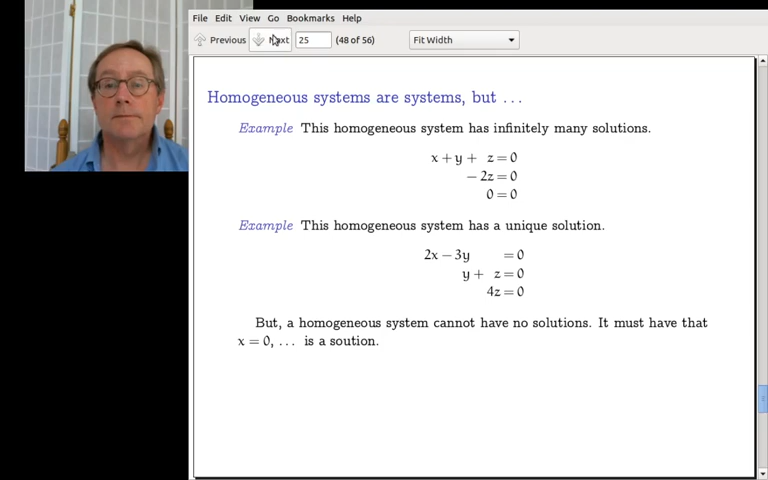 File Edit View Go Bookmarks Help
Previous Next 25 (48 of 56) Fit Width
Homogeneous systems are systems, but ...
Example This homogeneous system has infinitely many solutions.
x + y + z = 0
− 2z = 0
0 = 0
Example This homogeneous system has a unique solution.
2x − 3y = 0
y + z = 0
4z = 0
But, a homogeneous system cannot have no solutions. It must have that
x = 0, ... is a soution.